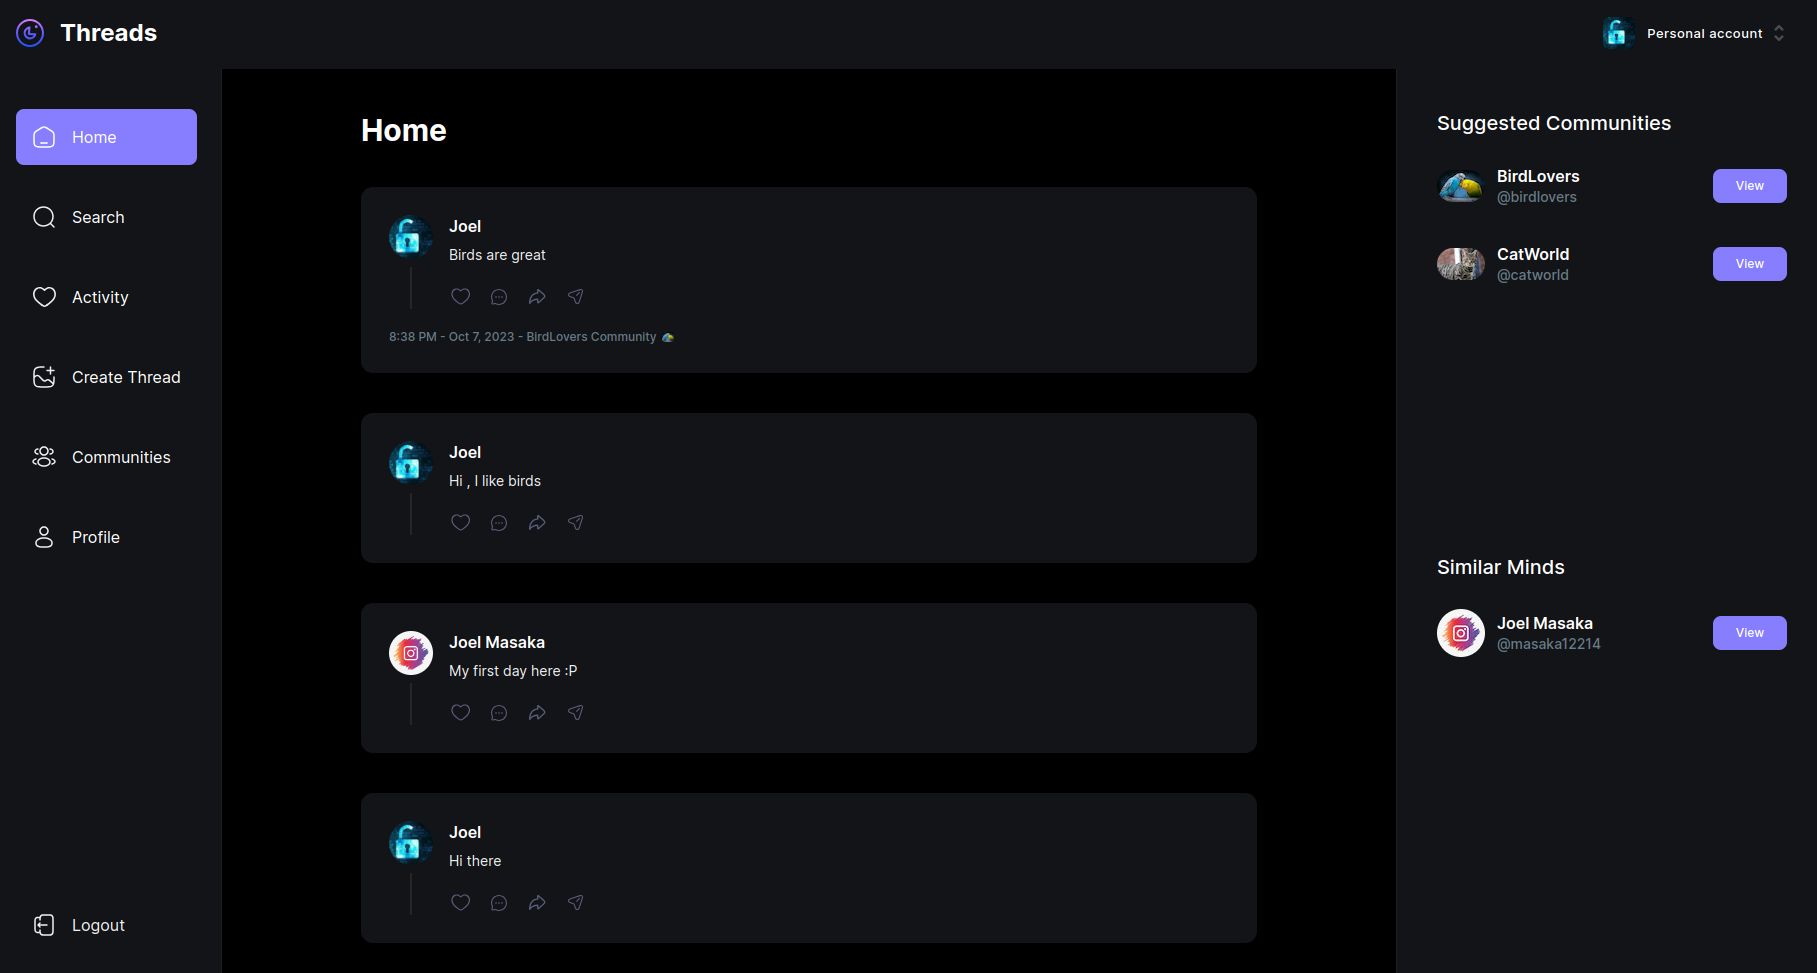 Threads
Personal account
Home
Search
Activity
Create Thread
Communities
Profile
Logout
Home
Joel
Birds are great
8:38 PM - Oct 7, 2023 - BirdLovers Community
Joel
Hi , I like birds
Joel Masaka
My first day here :P
Joel
Hi there
Suggested Communities
BirdLovers
@birdlovers
View
CatWorld
@catworld
View
Similar Minds
Joel Masaka
@masaka12214
View